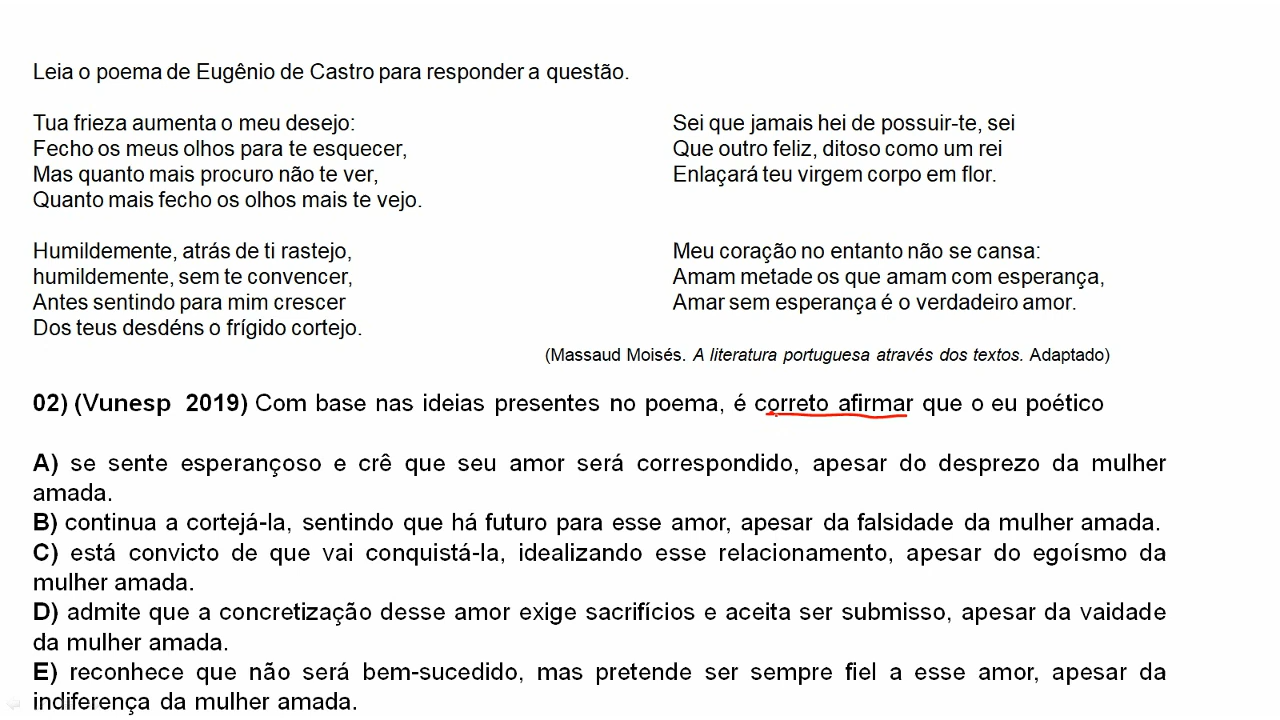 Leia o poema de Eugênio de Castro para responder a questão.
Tua frieza aumenta o meu desejo:
Fecho os meus olhos para te esquecer,
Mas quanto mais procuro não te ver,
Quanto mais fecho os olhos mais te vejo.
Humildemente, atrás de ti rastejo,
humildemente, sem te convencer,
Antes sentindo para mim crescer
Dos teus desdéns o frígido cortejo.
Sei que jamais hei de possuir-te, sei
Que outro feliz, ditoso como um rei
Enlaçará teu virgem corpo em flor.
Meu coração no entanto não se cansa:
Amam metade os que amam com esperança,
Amar sem esperança é o verdadeiro amor.
(Massaud Moisés. A literatura portuguesa através dos textos. Adaptado)
02) (Vunesp 2019) Com base nas ideias presentes no poema, é correto afirmar que o eu poético
A) se sente esperançoso e crê que seu amor será correspondido, apesar do desprezo da mulher
amada.
B) continua a cortejá-la, sentindo que há futuro para esse amor, apesar da falsidade da mulher amada.
C) está convicto de que vai conquistá-la, idealizando esse relacionamento, apesar do egoísmo da
mulher amada.
D) admite que a concretização desse amor exige sacrifícios e aceita ser submisso, apesar da vaidade
da mulher amada.
E) reconhece que não será bem-sucedido, mas pretende ser sempre fiel a esse amor, apesar da
indiferença da mulher amada.